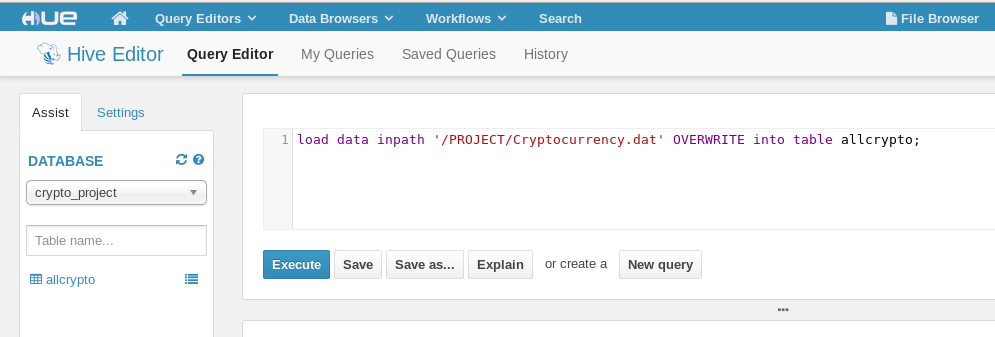 HUE Query Editors Data Browsers Workflows Search File Browser
Hive Editor Query Editor My Queries Saved Queries History
Assist Settings
1 load data inpath '/PROJECT/Cryptocurrency.dat' OVERWRITE into table allcrypto;
DATABASE
crypto_project
Table name...
Execute Save Save as... Explain or create a New query
allcrypto